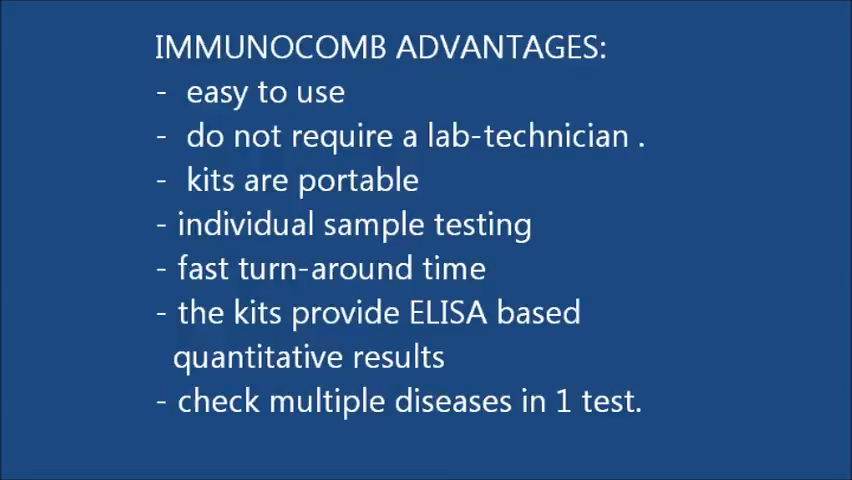 IMMUNOCOMB ADVANTAGES:
- easy to use
- do not require a lab-technician .
- kits are portable
- individual sample testing
- fast turn-around time
- the kits provide ELISA based
quantitative results
- check multiple diseases in 1 test.